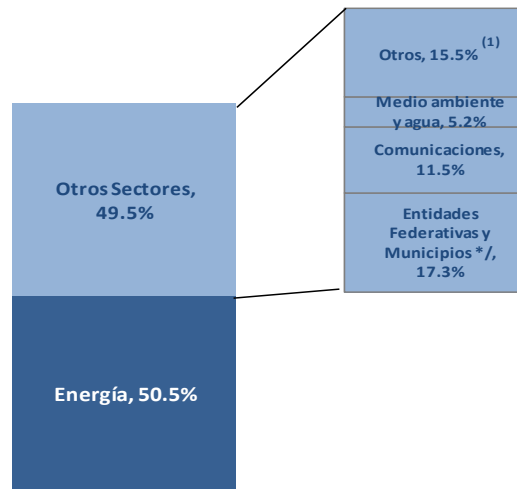 Otros Sectores,
49.5%
Energía, 50.5%
Otros, 15.5% (1)
Medio ambiente
y agua, 5.2%
Comunicaciones,
11.5%
Entidades
Federativas y
Municipios */,
17.3%